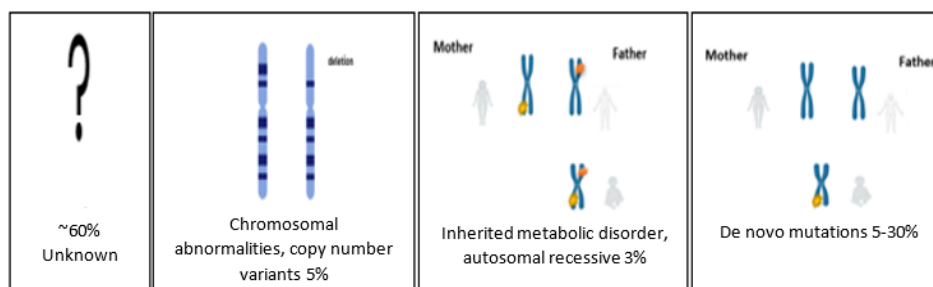 ?
~60%
Unknown
deletion
Chromosomal
abnormalities, copy number
variants 5%
Mother
Father
Inherited metabolic disorder,
autosomal recessive 3%
Mother
Father
De novo mutations 5-30%